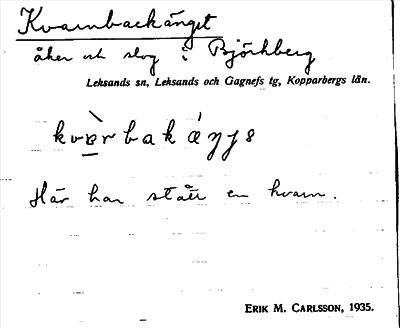 Kvarnbackänget
åker och slog i Björkberg
Leksands sn, Leksands och Gagnefs tg, Kopparbergs län.
Här har stått en kvarn.
ERIK M. CARLSSON, 1935.